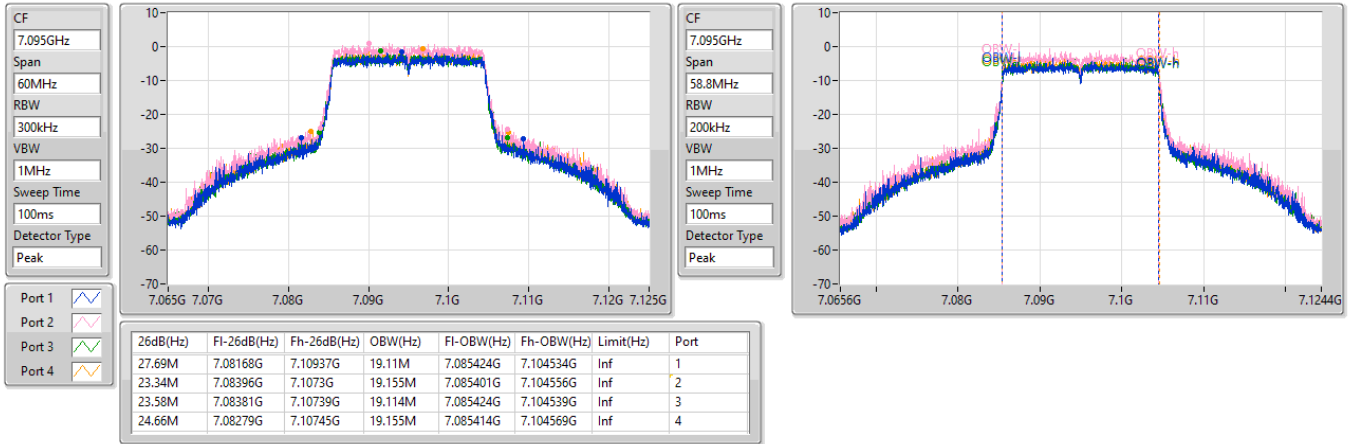 CF
7.095GHz
Span
60MHz
RBW
300kHz
VBW
1MHz
Sweep Time
100ms
Detector Type
Peak
10
0
-10
-20
-30
-40
-50
-60
-70
7.065G 7.07G 7.08G 7.09G 7.1G 7.11G 7.12G 7.125G
CF
7.095GHz
Span
58.8MHz
RBW
200kHz
VBW
1MHz
Sweep Time
100ms
Detector Type
Peak
10
0
-10
-20
-30
-40
-50
-60
-70
OBW-l OBW-h
OBW-l OBW-h
7.0656G 7.08G 7.09G 7.1G 7.11G 7.1244G
Port 1
Port 2
Port 3
Port 4
26dB(Hz) Fl-26dB(Hz) Fh-26dB(Hz) OBW(Hz) Fl-OBW(Hz) Fh-OBW(Hz) Limit(Hz) Port
27.69M 7.08168G 7.10937G 19.11M 7.085424G 7.104534G Inf 1
23.34M 7.08396G 7.1073G 19.155M 7.085401G 7.104556G Inf 2
23.58M 7.08381G 7.10739G 19.114M 7.085424G 7.104539G Inf 3
24.66M 7.08279G 7.10745G 19.155M 7.085414G 7.104569G Inf 4